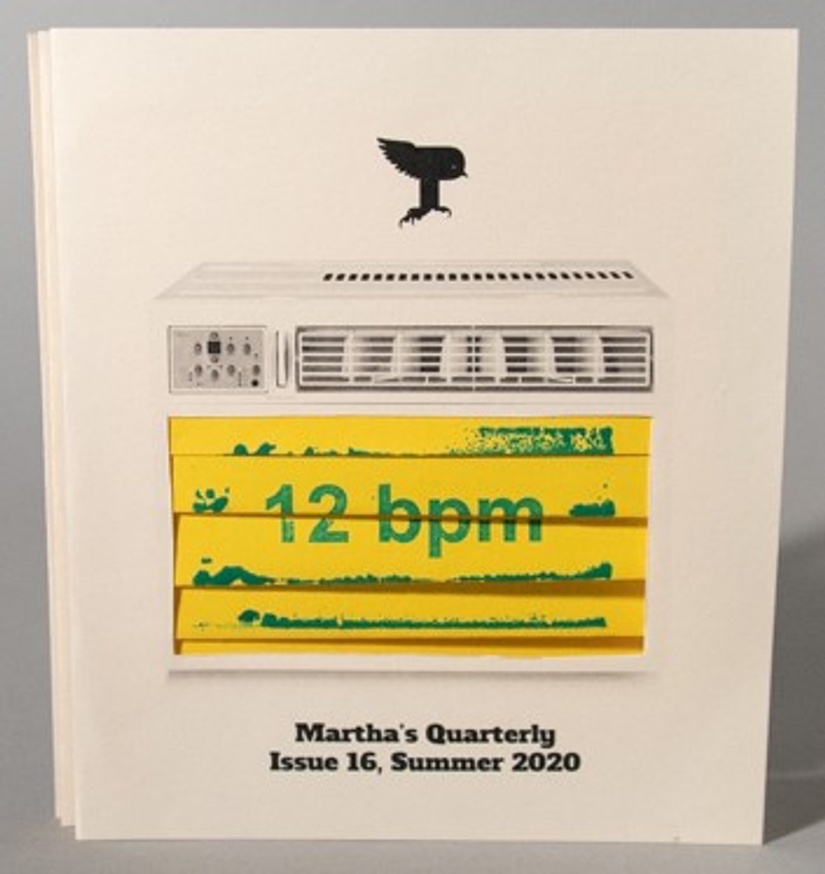 12 bpm
Martha's Quarterly
Issue 16, Summer 2020